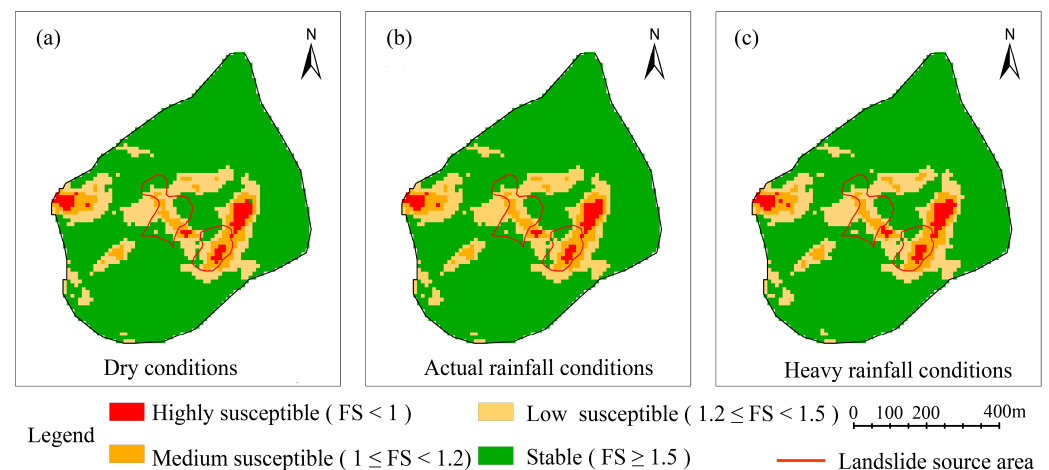 (a)
N
(b)
N
(c)
N
Dry conditions
Actual rainfall conditions
Heavy rainfall conditions
Legend
Highly susceptible ( FS < 1 )
Low susceptible ( 1.2 ≤ FS < 1.5 )
Medium susceptible ( 1 ≤ FS < 1.2)
Stable ( FS ≥ 1.5 )
0 100 200 400m
Landslide source area